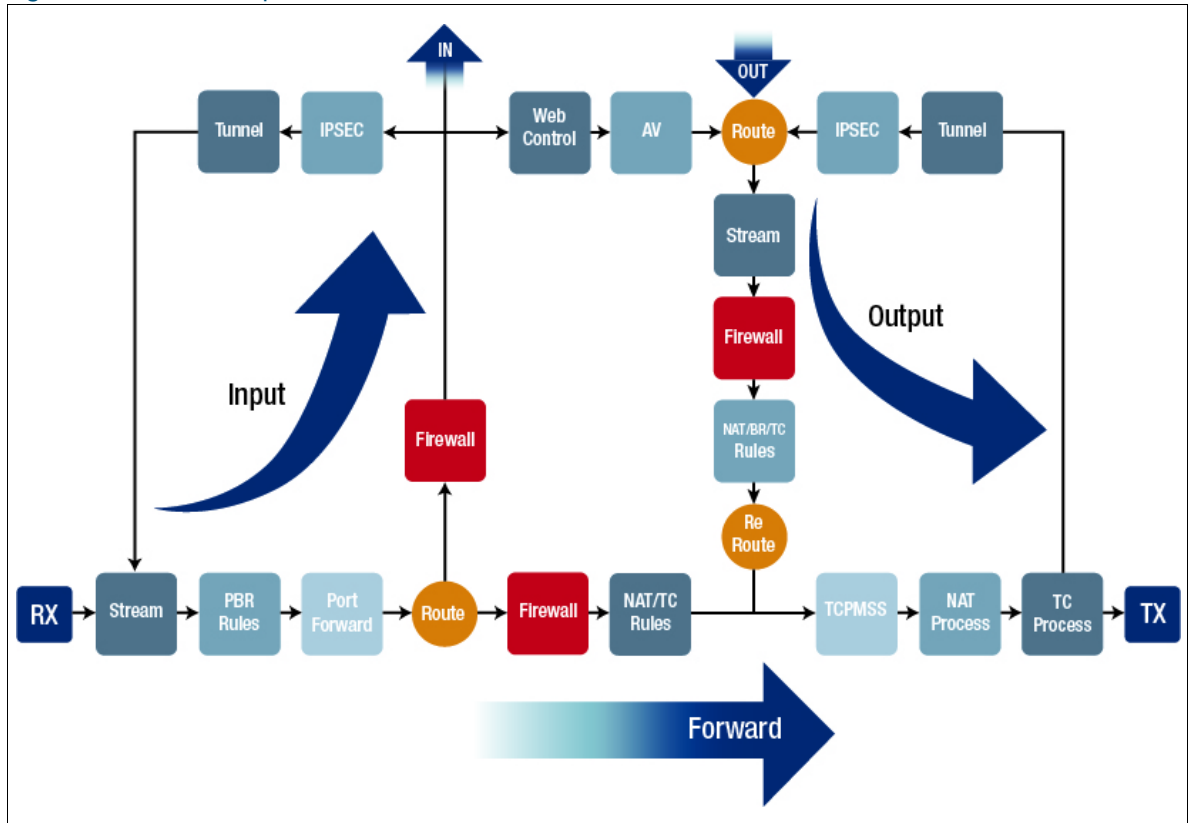 IN
OUT
Tunnel
IPSEC
Web
Control
AV
Route
IPSEC
Tunnel
Stream
Firewall
Output
Input
Firewall
NAT/BR/TC
Rules
Re
Route
RX
Stream
PBR
Rules
Port
Forward
Route
Firewall
NAT/TC
Rules
TCPMSS
NAT
Process
TC
Process
TX
Forward